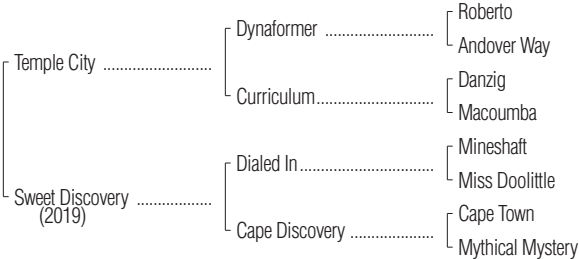 Roberto
Dynaformer ..........................
Andover Way
Temple City ..........................
Danzig
Curriculum............................
Macoumba
Mineshaft
Dialed In................................
Miss Doolittle
Sweet Discovery ..................
(2019)
Cape Town
Cape Discovery ....................
Mythical Mystery